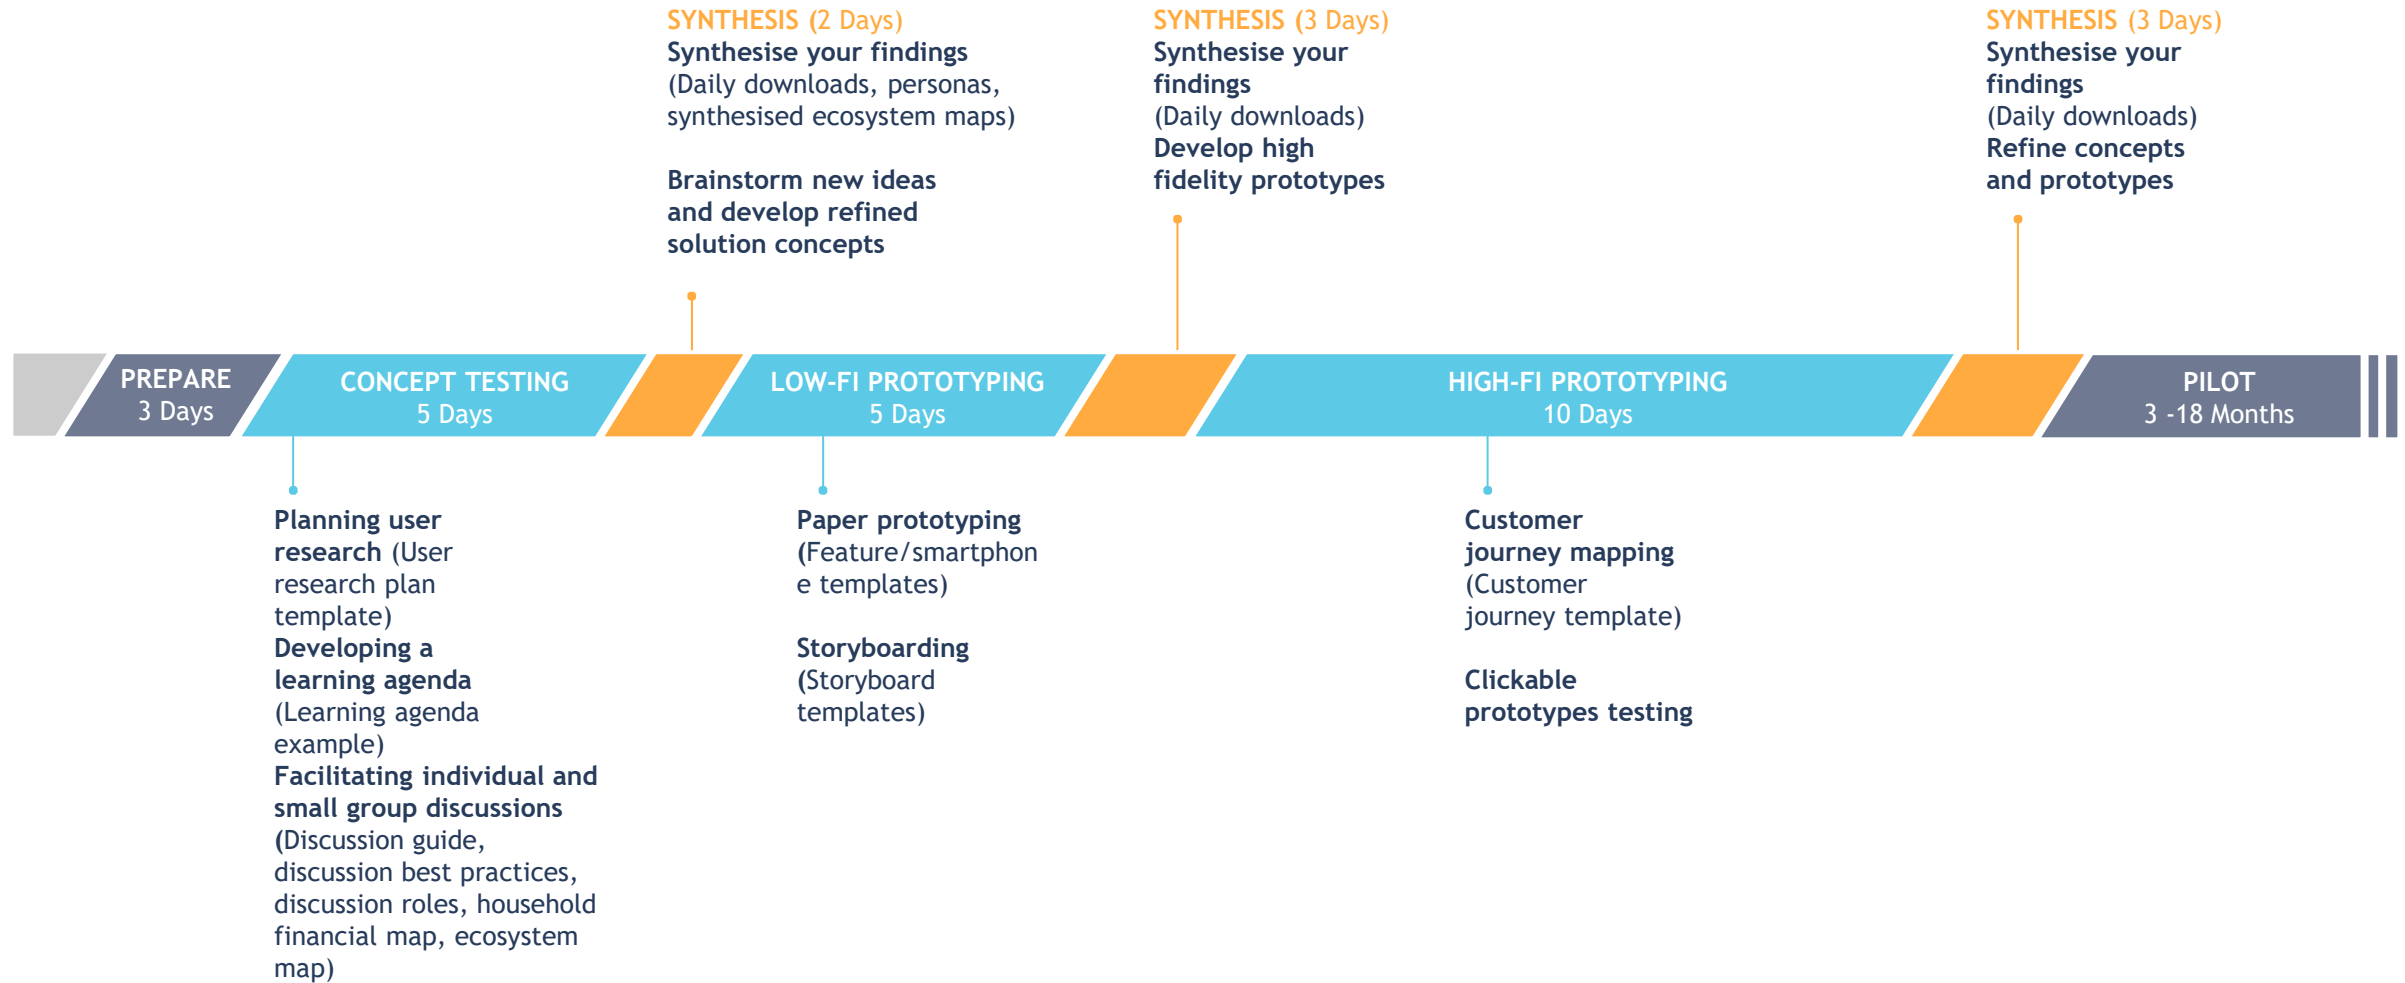 SYNTHESIS (2 Days)
Synthesise your findings
(Daily downloads, personas,
synthesised ecosystem maps)
Brainstorm new ideas
and develop refined
solution concepts
SYNTHESIS (3 Days)
Synthesise your
findings
(Daily downloads)
Develop high
fidelity prototypes
SYNTHESIS (3 Days)
Synthesise your
findings
(Daily downloads)
Refine concepts
and prototypes
PREPARE
3 Days
CONCEPT TESTING
5 Days
LOW-FI PROTOTYPING
5 Days
HIGH-FI PROTOTYPING
10 Days
PILOT
3 -18 Months
Planning user
research (User
research plan
template)
Developing a
learning agenda
(Learning agenda
example)
Facilitating individual and
small group discussions
(Discussion guide,
discussion best practices,
discussion roles, household
financial map, ecosystem
map)
Paper prototyping
(Feature/smartphon
e templates)
Storyboarding
(Storyboard
templates)
Customer
journey mapping
(Customer
journey template)
Clickable
prototypes testing